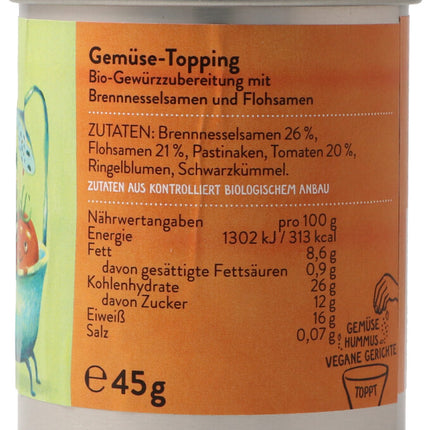 Gemüse-Topping
Bio-Gewürzzubereitung mit
Brennnesselsamen und Flohsamen
ZUTATEN: Brennnesselsamen 26 %,
Flohsamen 21 %, Pastinaken, Tomaten 20 %,
Ringelblumen, Schwarzkümmel.
ZUTATEN AUS KONTROLLIERT BIOLOGISCHEM ANBAU
Nährwertangaben pro 100 g
Energie 1302 kJ / 313 kcal
Fett 8,6 g
davon gesättigte Fettsäuren 0,9 g
Kohlenhydrate 26 g
davon Zucker 12 g
Eiweiß 16 g
Salz 0,07 g
GEMÜSE
HUMMUS
VEGANE GERICHTE
TOPPT
℮ 45 g